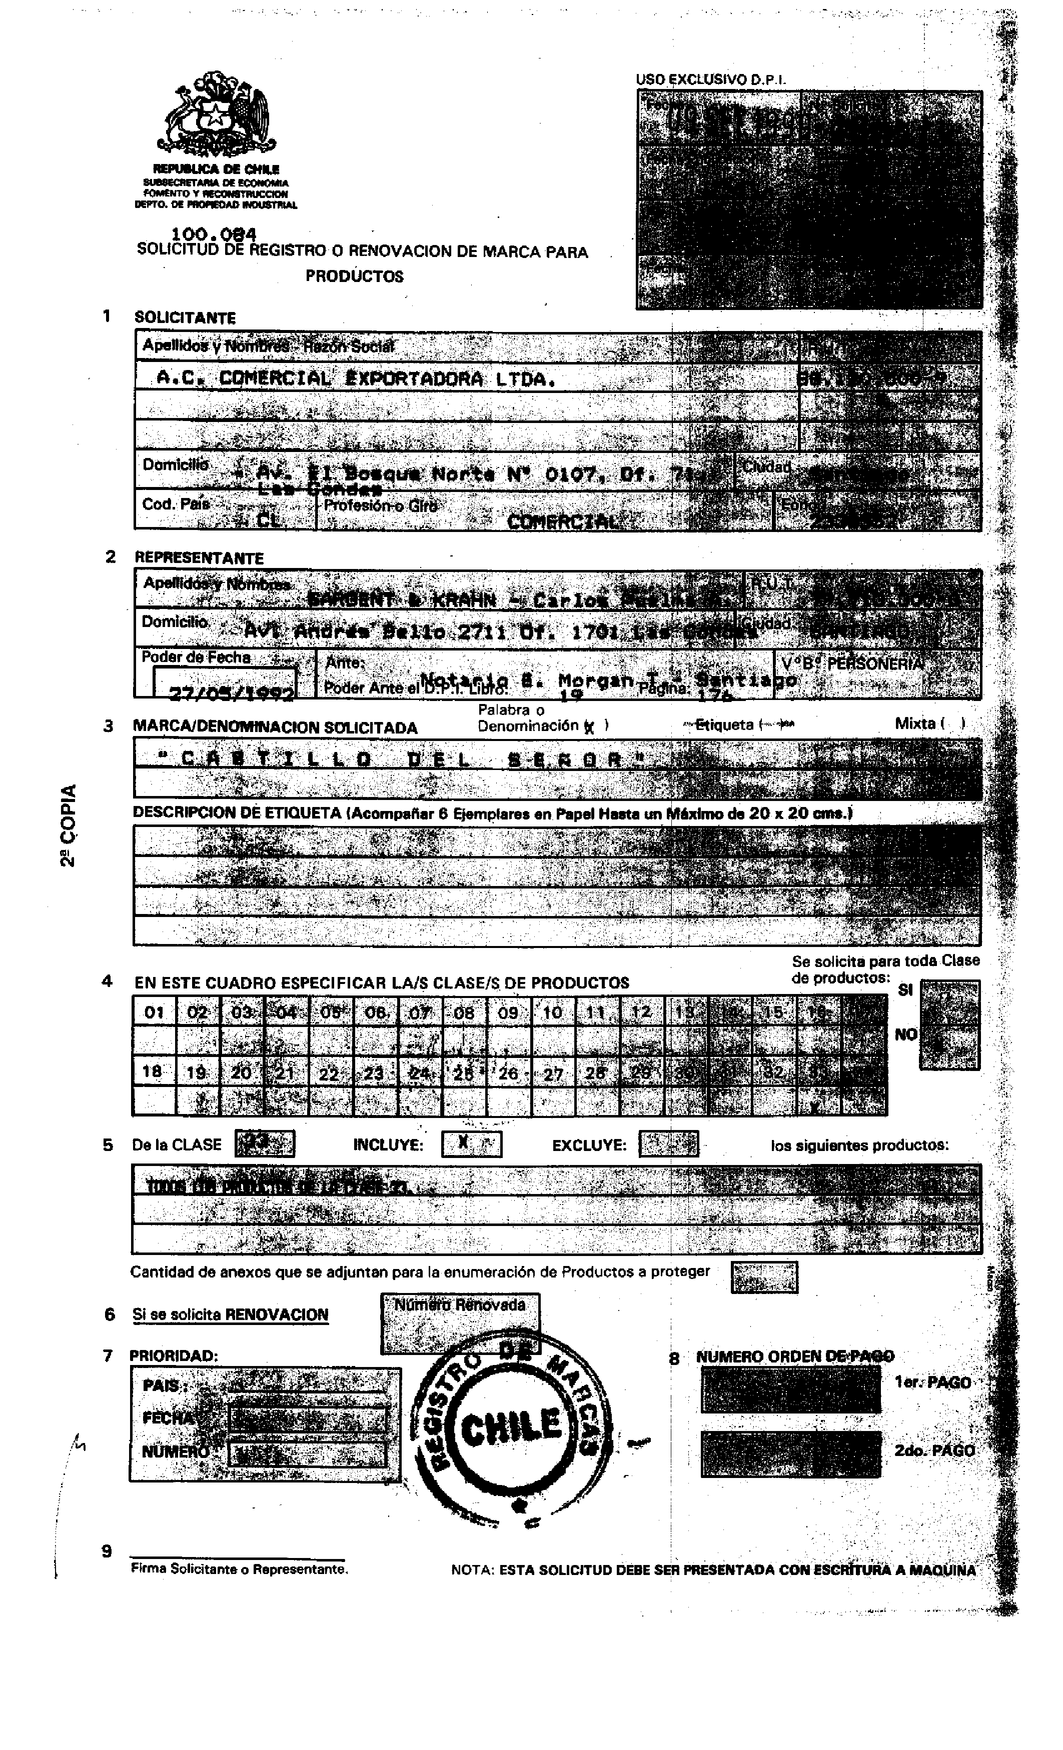 USO EXCLUSIVO D.P.I.
REPUBLICA DE CHILE
SUBSECRETARIA DE ECONOMIA
FOMENTO Y RECONSTRUCCION
DEPTO. DE PROPIEDAD INDUSTRIAL
100.084
SOLICITUD DE REGISTRO O RENOVACION DE MARCA PARA
PRODUCTOS
1 SOLICITANTE
Apellidos y Nombres - Razón Social
A.C. COMERCIAL EXPORTADORA LTDA.
Domicilio Av. El Bosque Norte Nº 0107, Of. Ciudad
Las Condes
Cod. País CL Profesión o Giro COMERCIAL
2 REPRESENTANTE
Apellidos y Nombres SARGENT & KRAHN - Carlos R.U.T.
Domicilio Av. Andrés Bello 2711 Of. 1701 Las Condes Ciudad SANTIAGO
Poder de Fecha Ante: VºBº PERSONERIA
Notario E. Morgan T. - Santiago
27/05/1992 Poder Ante el D.P.I. Libro: 19 Página: 176
Palabra o
3 MARCA/DENOMINACION SOLICITADA Denominación (X) Etiqueta ( Mixta ( )
"CASTILLO DEL SEÑOR"
DESCRIPCION DE ETIQUETA (Acompañar 6 Ejemplares en Papel Hasta un Máximo de 20 x 20 cms.)
2ª COPIA
Se solicita para toda Clase
4 EN ESTE CUADRO ESPECIFICAR LA/S CLASE/S DE PRODUCTOS de productos: SI
01 02 03 04 05 06 07 08 09 10 11 12 13 14 15 16
NO
18 19 20 21 22 23 24 25 26 27 28 29 30 31 32 33
X
5 De la CLASE 33 INCLUYE: X EXCLUYE: los siguientes productos:
TODOS LOS PRODUCTOS DE LA CLASE 33.
Cantidad de anexos que se adjuntan para la enumeración de Productos a proteger
6 Si se solicita RENOVACION Número Renovada
7 PRIORIDAD: 8 NUMERO ORDEN DE PAGO
PAIS: 1er. PAGO
FECHA
NUMERO 2do. PAGO
REGISTRO DE MARCAS
CHILE
9
Firma Solicitante o Representante. NOTA: ESTA SOLICITUD DEBE SER PRESENTADA CON ESCRITURA A MAQUINA